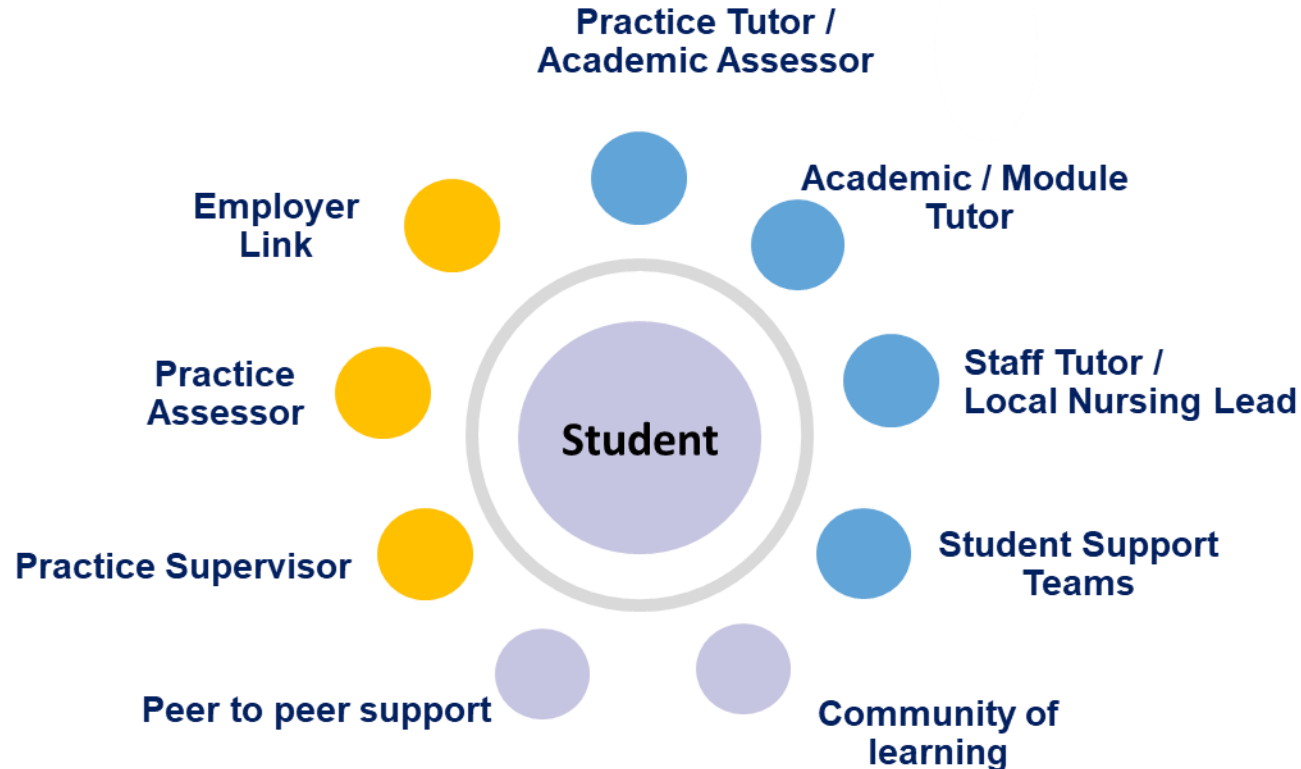 Practice Tutor /
Academic Assessor
Academic / Module
Tutor
Employer
Link
Staff Tutor /
Local Nursing Lead
Practice
Assessor
Student
Student Support
Teams
Practice Supervisor
Peer to peer support
Community of
learning